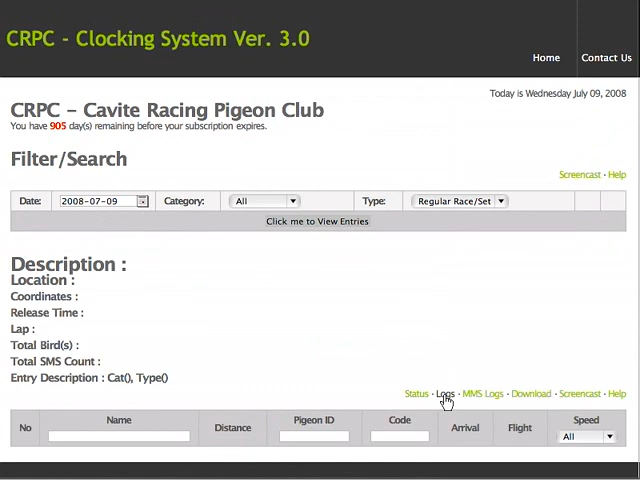 CRPC - Clocking System Ver. 3.0
Home
Contact Us
Today is Wednesday July 09, 2008
CRPC - Cavite Racing Pigeon Club
You have 905 day(s) remaining before your subscription expires.
Filter/Search
Screencast · Help
Date: 2008-07-09 Category: All Type: Regular Race/Set
Click me to View Entries
Description :
Location :
Coordinates :
Release Time :
Lap :
Total Bird(s) :
Total SMS Count :
Entry Description : Cat(), Type()
Status · Logs · MMS Logs · Download · Screencast · Help
No Name Distance Pigeon ID Code Arrival Flight Speed
All